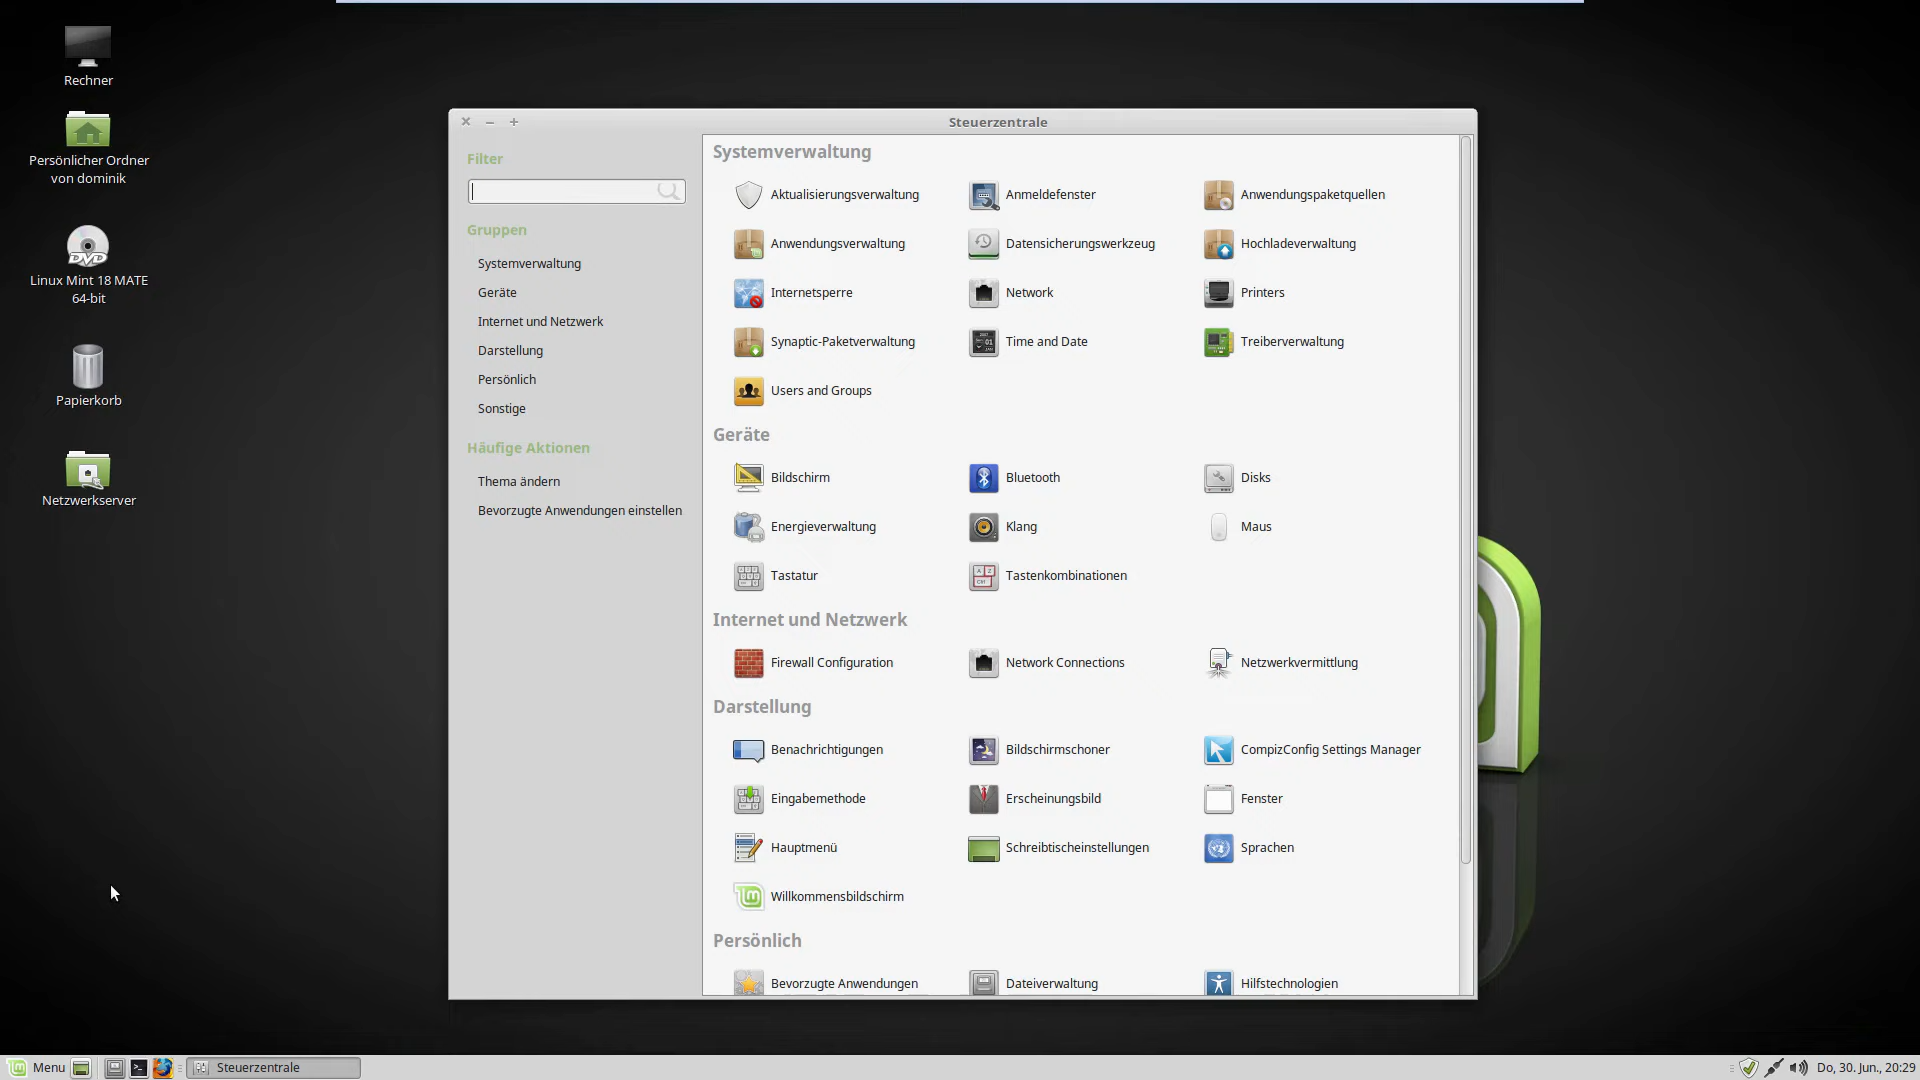 Rechner
Persönlicher Ordner
von dominik
DVD
Linux Mint 18 MATE
64-bit
Papierkorb
Netzwerkserver
Steuerzentrale
Filter
Gruppen
Systemverwaltung
Geräte
Internet und Netzwerk
Darstellung
Persönlich
Sonstige
Häufige Aktionen
Thema ändern
Bevorzugte Anwendungen einstellen
Systemverwaltung
Aktualisierungsverwaltung Anmeldefenster Anwendungspaketquellen
Anwendungsverwaltung Datensicherungswerkzeug Hochladeverwaltung
Internetsperre Network Printers
Synaptic-Paketverwaltung Time and Date Treiberverwaltung
Users and Groups
Geräte
Bildschirm Bluetooth Disks
Energieverwaltung Klang Maus
Tastatur Tastenkombinationen
Internet und Netzwerk
Firewall Configuration Network Connections Netzwerkvermittlung
Darstellung
Benachrichtigungen Bildschirmschoner CompizConfig Settings Manager
Eingabemethode Erscheinungsbild Fenster
Hauptmenü Schreibtischeinstellungen Sprachen
Willkommensbildschirm
Persönlich
Bevorzugte Anwendungen Dateiverwaltung Hilfstechnologien
Menu Steuerzentrale Do, 30. Jun., 20:29